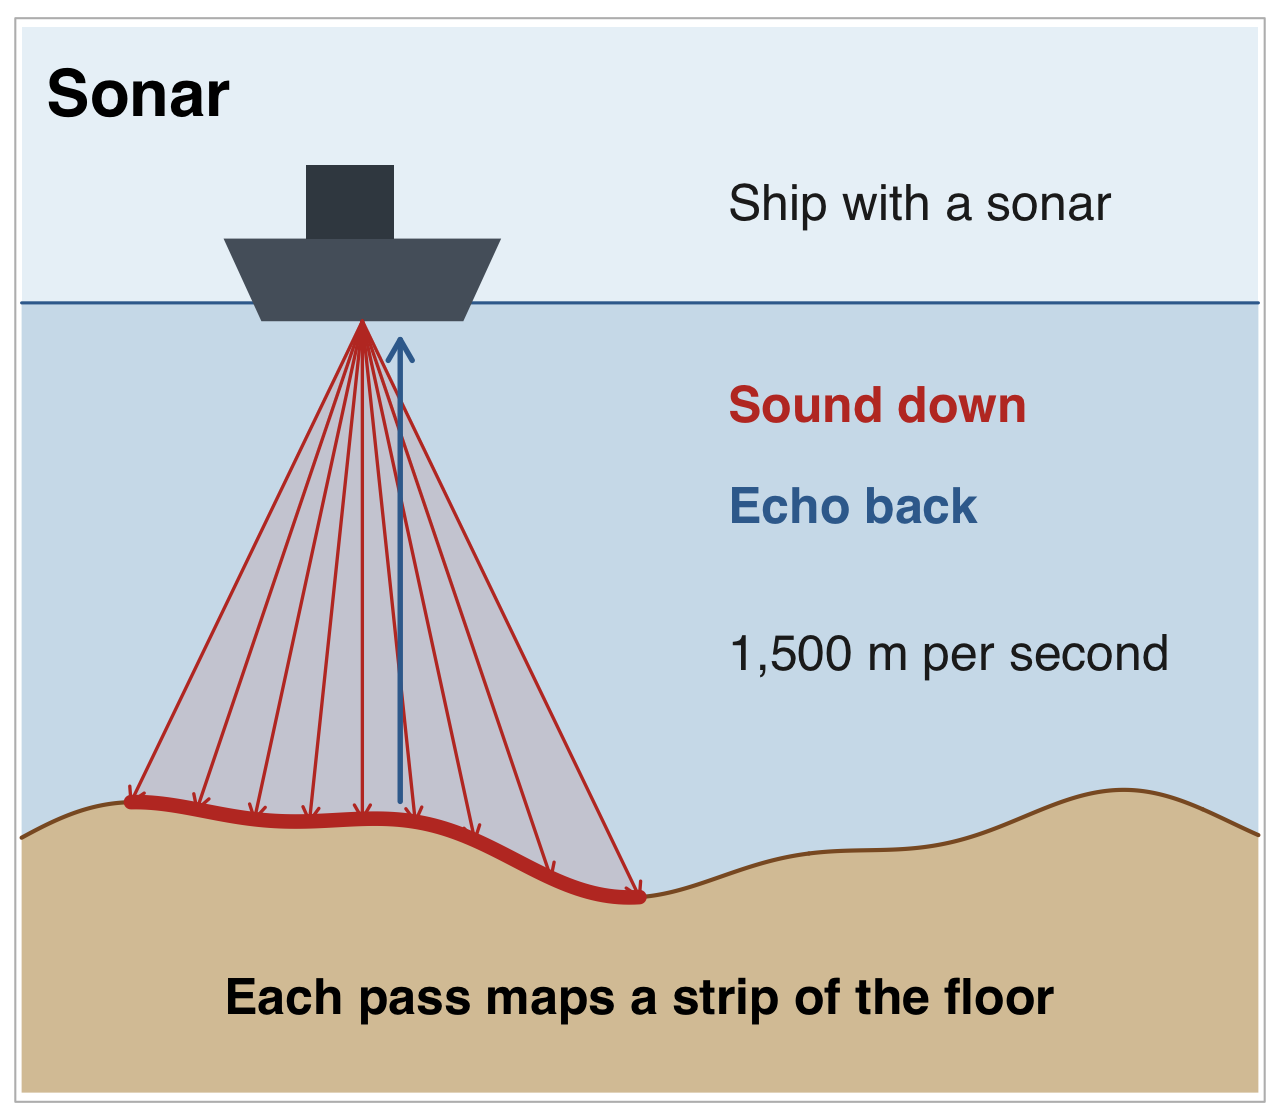 Sonar
Ship with a sonar
Sound down
Echo back
1,500 m per second
Each pass maps a strip of the floor